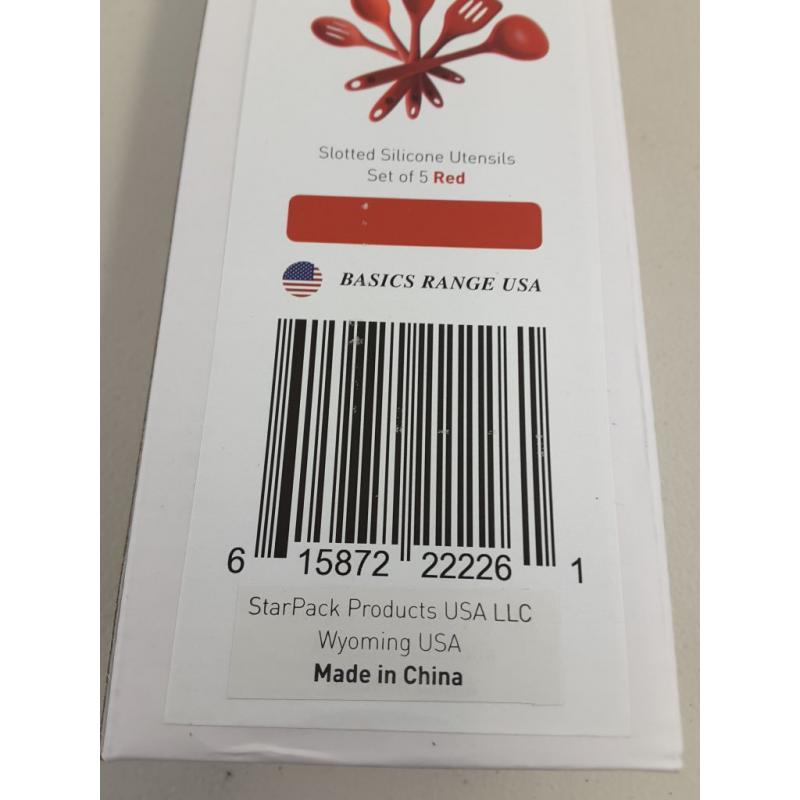 Slotted Silicone Utensils
Set of 5 Red
BASICS RANGE USA
6 15872 22226 1
StarPack Products USA LLC
Wyoming USA
Made in China